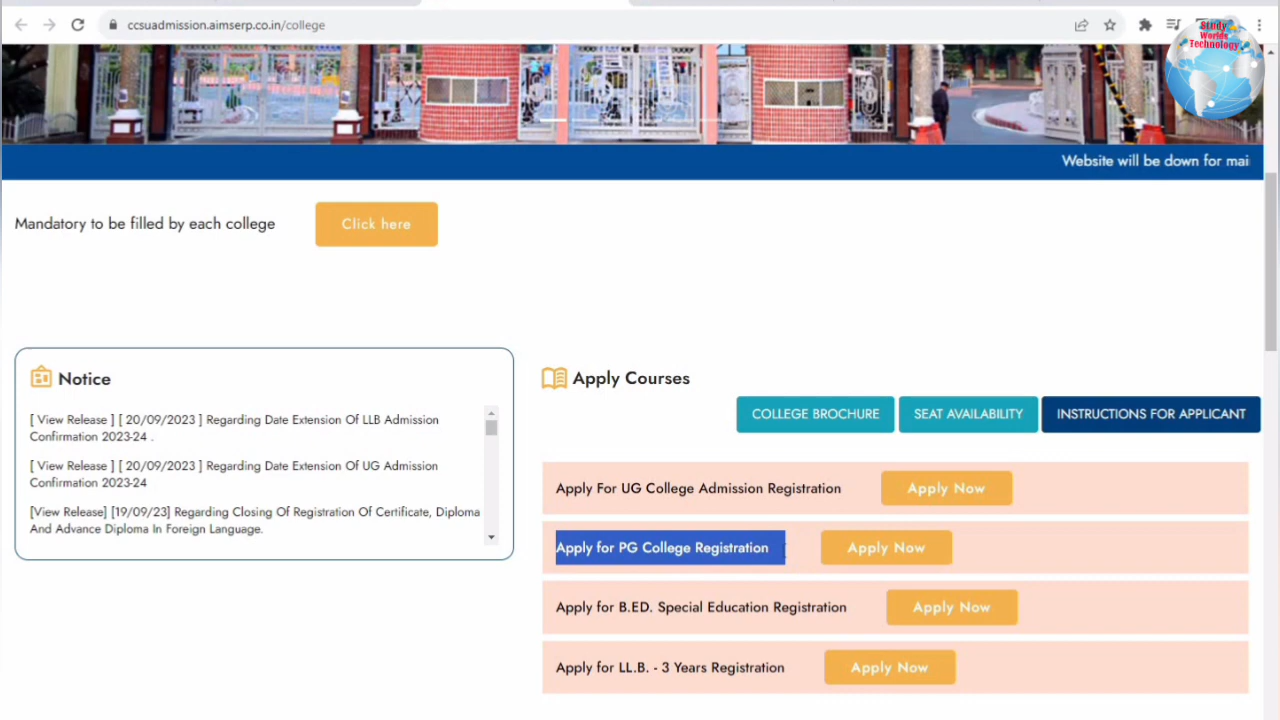 ccsuadmission.aimserp.co.in/college
Study
Worlds
Technology
Website will be down for mai
Mandatory to be filled by each college
Click here
Notice
[ View Release ] [ 20/09/2023 ] Regarding Date Extension Of LLB Admission
Confirmation 2023-24 .
[ View Release ] [ 20/09/2023 ] Regarding Date Extension Of UG Admission
Confirmation 2023-24
[View Release] [19/09/23] Regarding Closing Of Registration Of Certificate, Diploma
And Advance Diploma In Foreign Language.
Apply Courses
COLLEGE BROCHURE
SEAT AVAILABILITY
INSTRUCTIONS FOR APPLICANT
Apply For UG College Admission Registration
Apply Now
Apply for PG College Registration
Apply Now
Apply for B.ED. Special Education Registration
Apply Now
Apply for LL.B. - 3 Years Registration
Apply Now